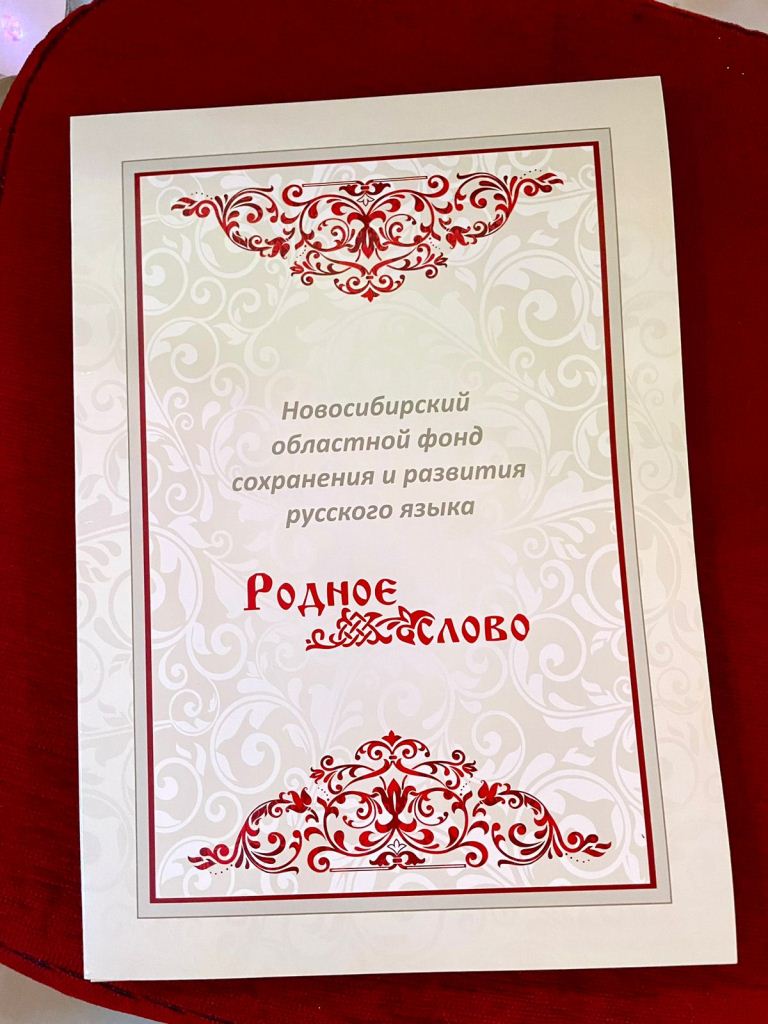 Новосибирский
областной фонд
сохранения и развития
русского языка
Родное
слово